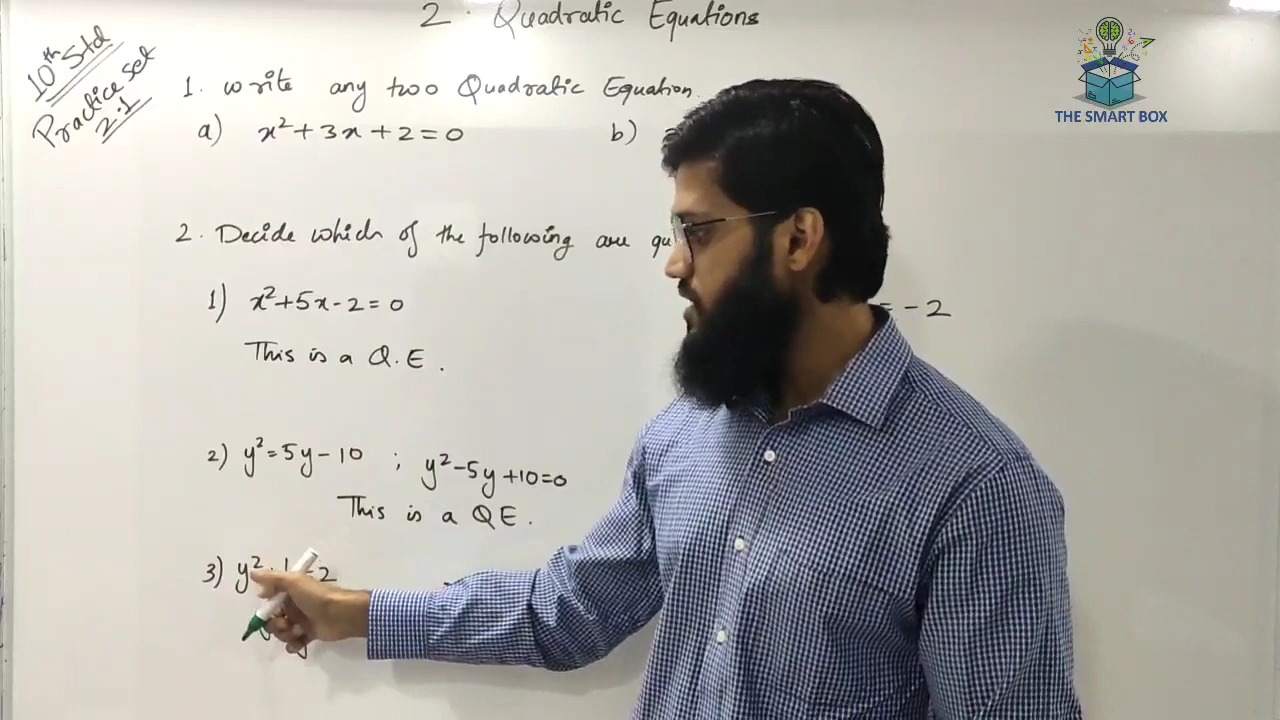 2. Quadratic Equations
10th Std
Practice set
2.1
THE SMART BOX
1. Write any two Quadratic Equation.
a) x²+3x+2=0 b)
2. Decide which of the following are
1) x²+5x-2=0 = -2
This is a Q.E.
2) y²=5y-10 ; y²-5y+10=0
This is a QE.
3) y² 2